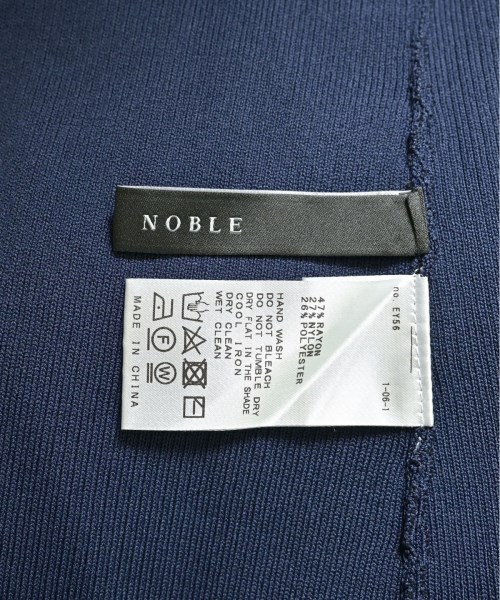 NOBLE
no. EY56
1-06-1
47% RAYON
27% NYLON
26% POLYESTER
HAND WASH
DO NOT BLEACH
DO NOT TUMBLE DRY
DRY FLAT IN THE SHADE
COOL IRON
DRY CLEAN
WET CLEAN
F
W
MADE IN CHINA